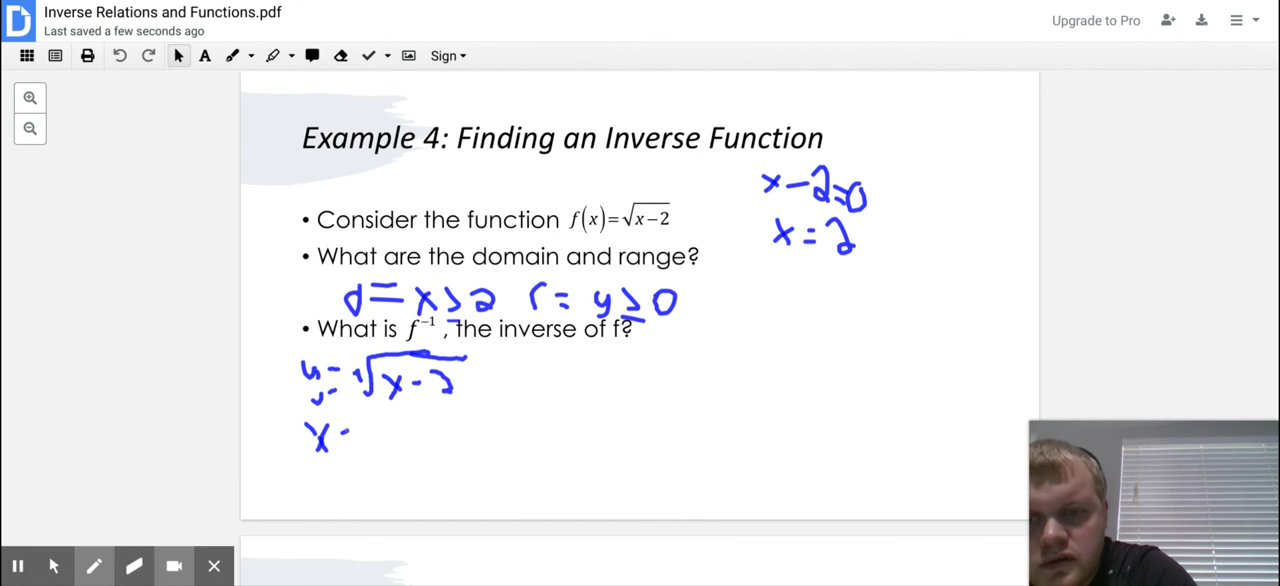 Inverse Relations and Functions.pdf
Last saved a few seconds ago
Upgrade to Pro
Sign
Example 4: Finding an Inverse Function
x - 2 = 0
• Consider the function f(x)=√x−2
x = 2
• What are the domain and range?
d = x ≥ 2 r = y ≥ 0
• What is f⁻¹ , the inverse of f?
y = √x - 2
x =